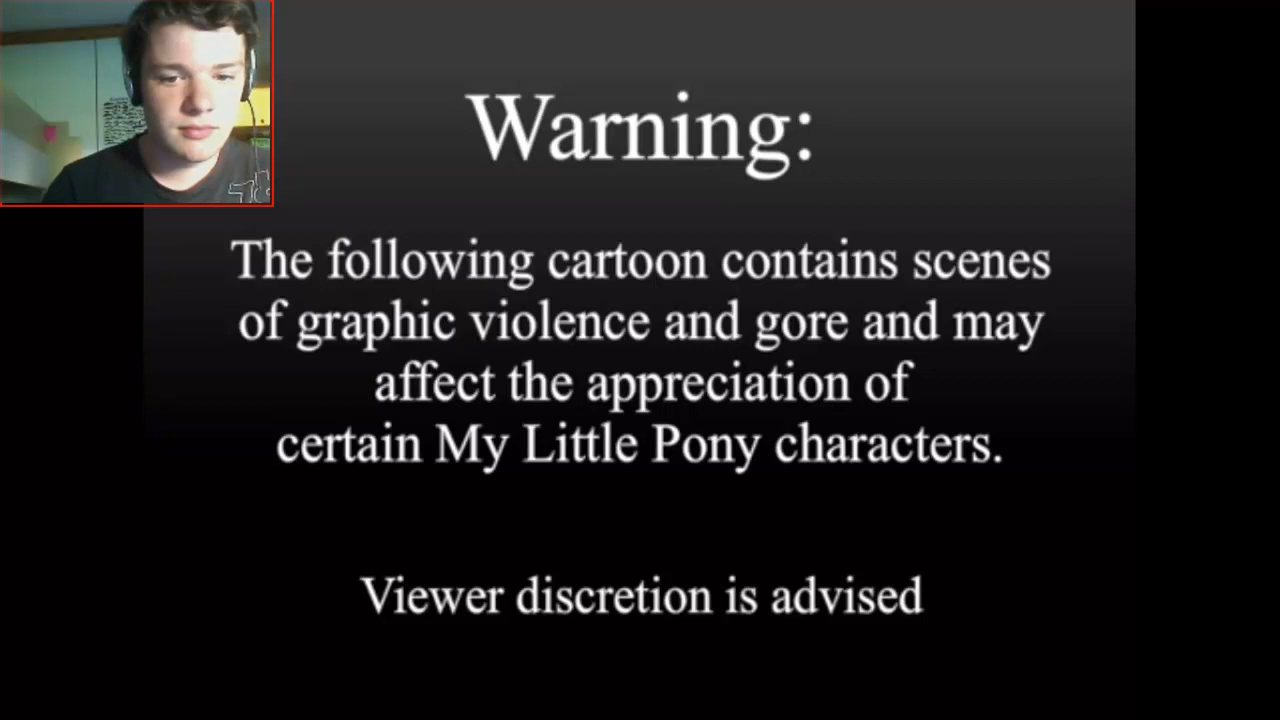 Warning:
The following cartoon contains scenes
of graphic violence and gore and may
affect the appreciation of
certain My Little Pony characters.
Viewer discretion is advised